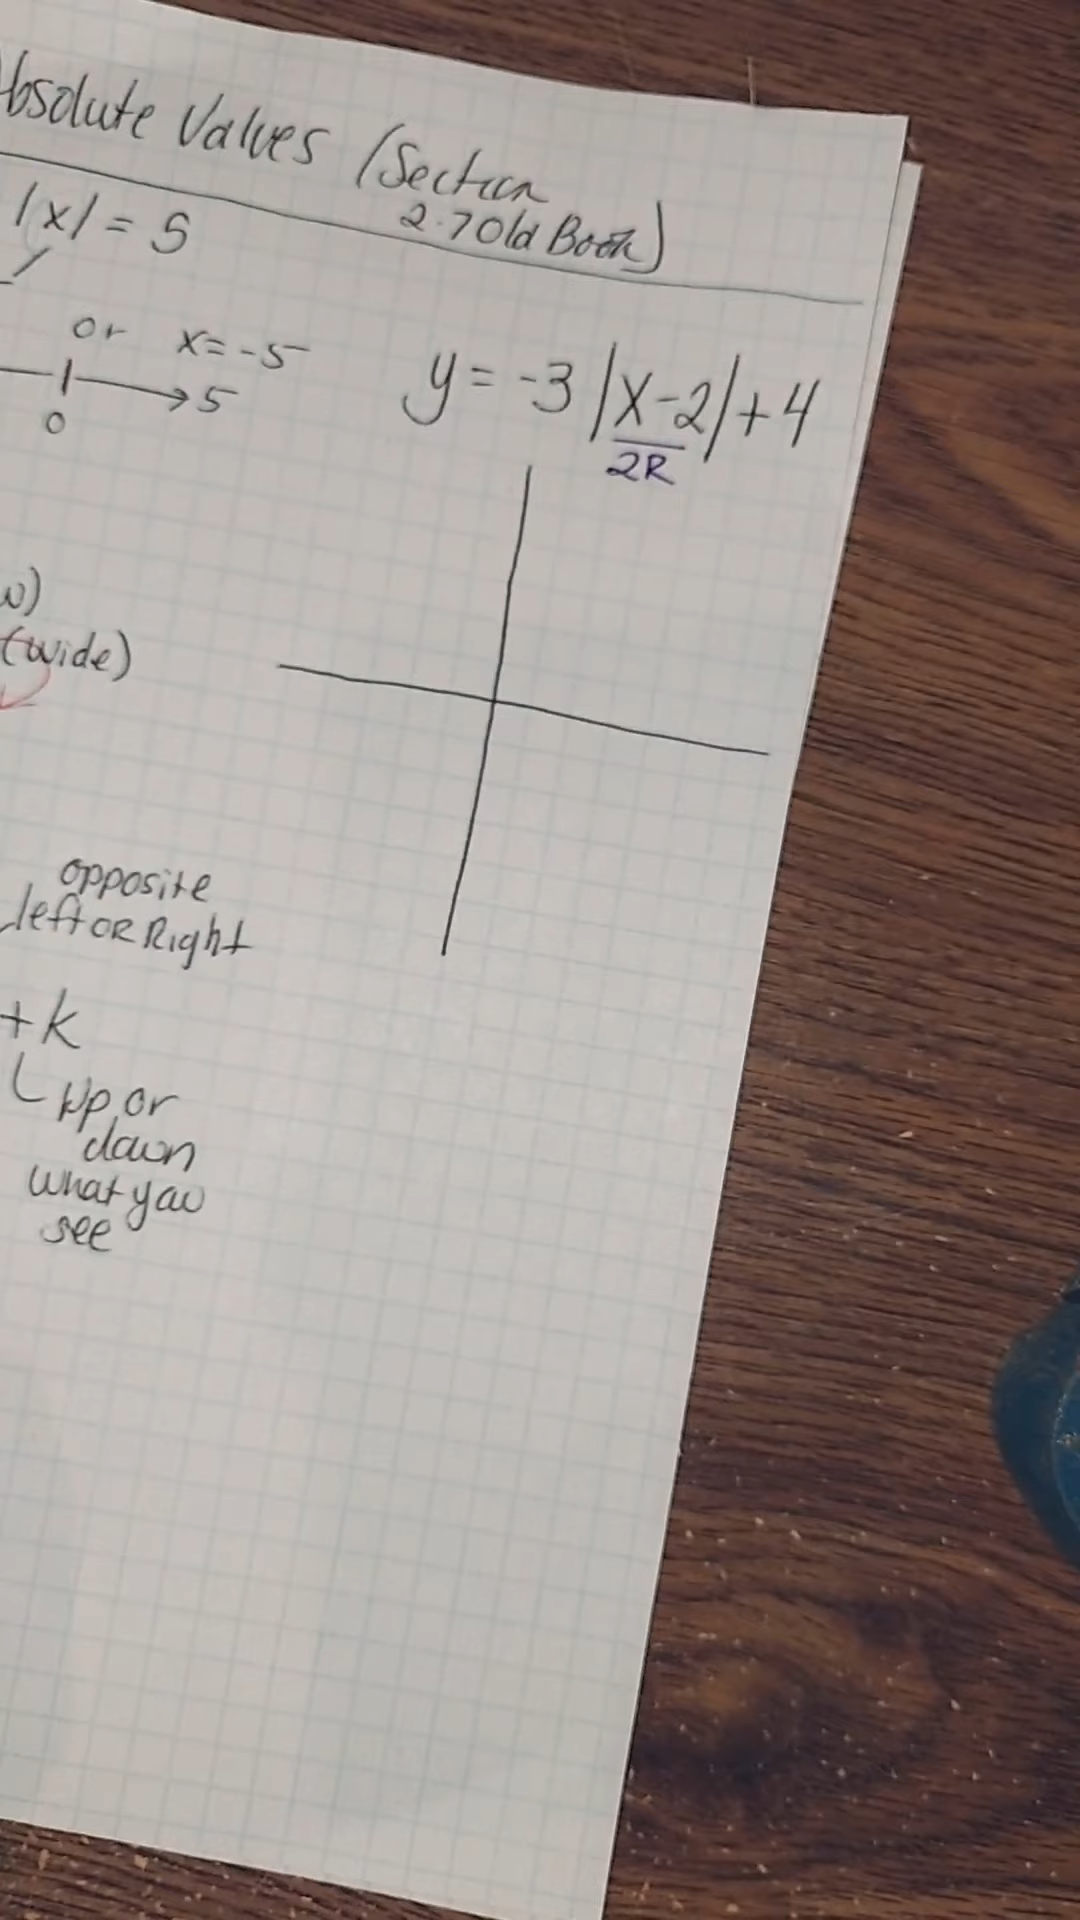 Absolute Values (Section
2.7 Old Book)
|x| = 5
or x=-5
5
0
y = -3|x-2|+4
2R
(wide)
opposite
left OR Right
+k
Up or
down
what you
see